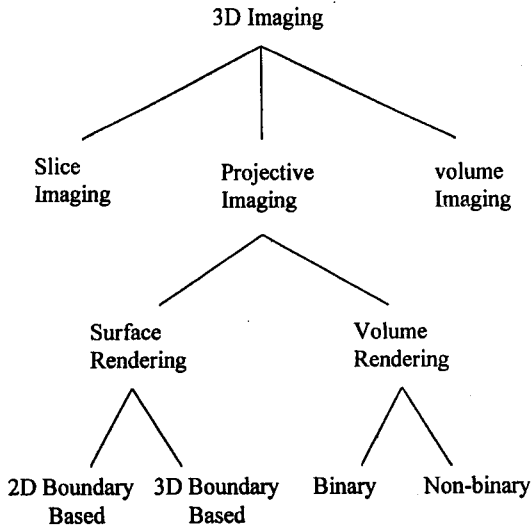 3D Imaging
Slice
Imaging
Projective
Imaging
volume
Imaging
Surface
Rendering
Volume
Rendering
2D Boundary
Based
3D Boundary
Based
Binary
Non-binary